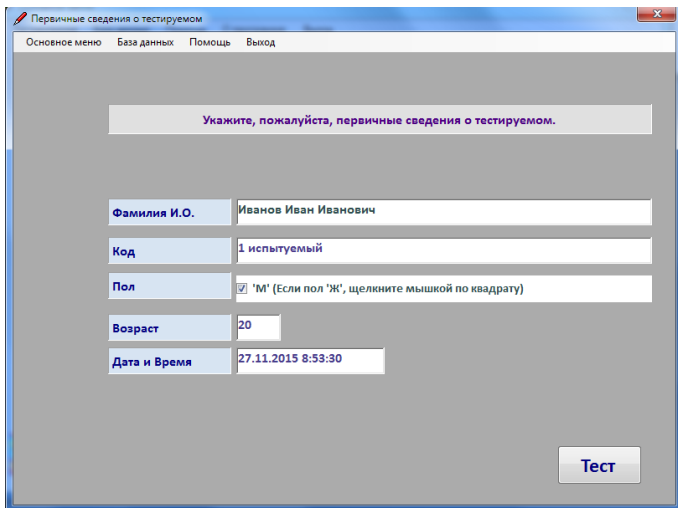 Первичные сведения о тестируемом
Основное меню База данных Помощь Выход
Укажите, пожалуйста, первичные сведения о тестируемом.
Фамилия И.О. Иванов Иван Иванович
Код 1 испытуемый
Пол 'М' (Если пол 'Ж', щелкните мышкой по квадрату)
Возраст 20
Дата и Время 27.11.2015 8:53:30
Тест